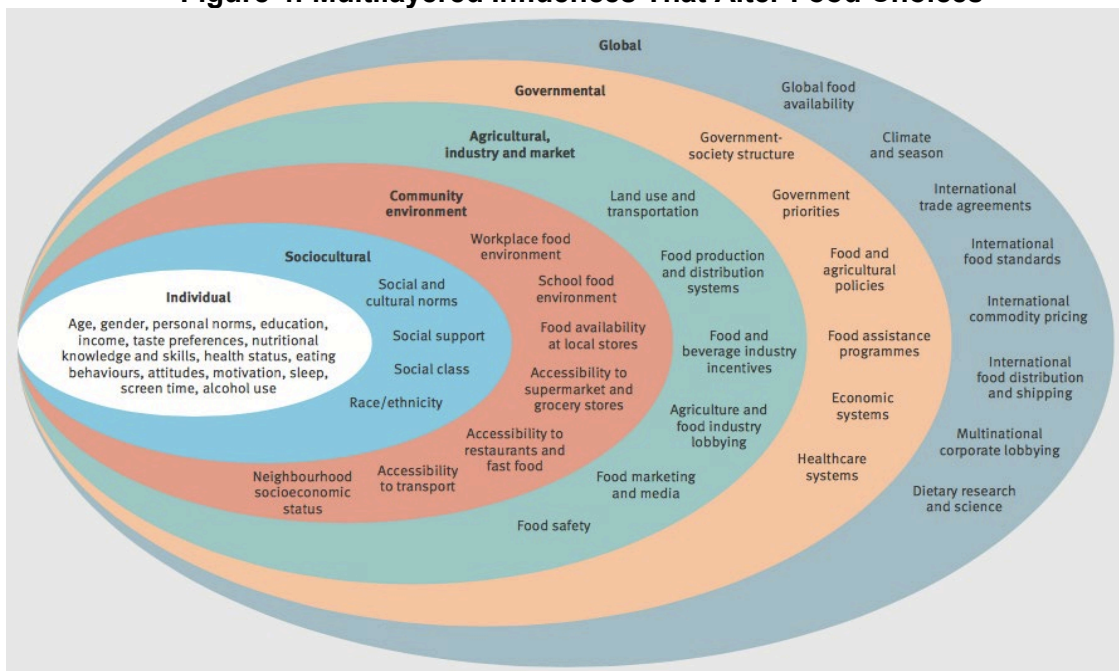 Figure 4. Multilayered Influences That Alter Food Choices
Global
Global food
availability
Climate
and season
International
trade agreements
International
food standards
International
commodity pricing
International
food distribution
and shipping
Multinational
corporate lobbying
Dietary research
and science
Governmental
Government-
society structure
Government
priorities
Food and
agricultural
policies
Food assistance
programmes
Economic
systems
Healthcare
systems
Agricultural,
industry and market
Land use and
transportation
Food production
and distribution
systems
Food and
beverage industry
incentives
Agriculture and
food industry
lobbying
Food marketing
and media
Food safety
Community
environment
Workplace food
environment
School food
environment
Food availability
at local stores
Accessibility to
supermarket and
grocery stores
Accessibility to
restaurants and
fast food
Accessibility
to transport
Neighbourhood
socioeconomic
status
Sociocultural
Social and
cultural norms
Social support
Social class
Race/ethnicity
Individual
Age, gender, personal norms, education,
income, taste preferences, nutritional
knowledge and skills, health status, eating
behaviours, attitudes, motivation, sleep,
screen time, alcohol use